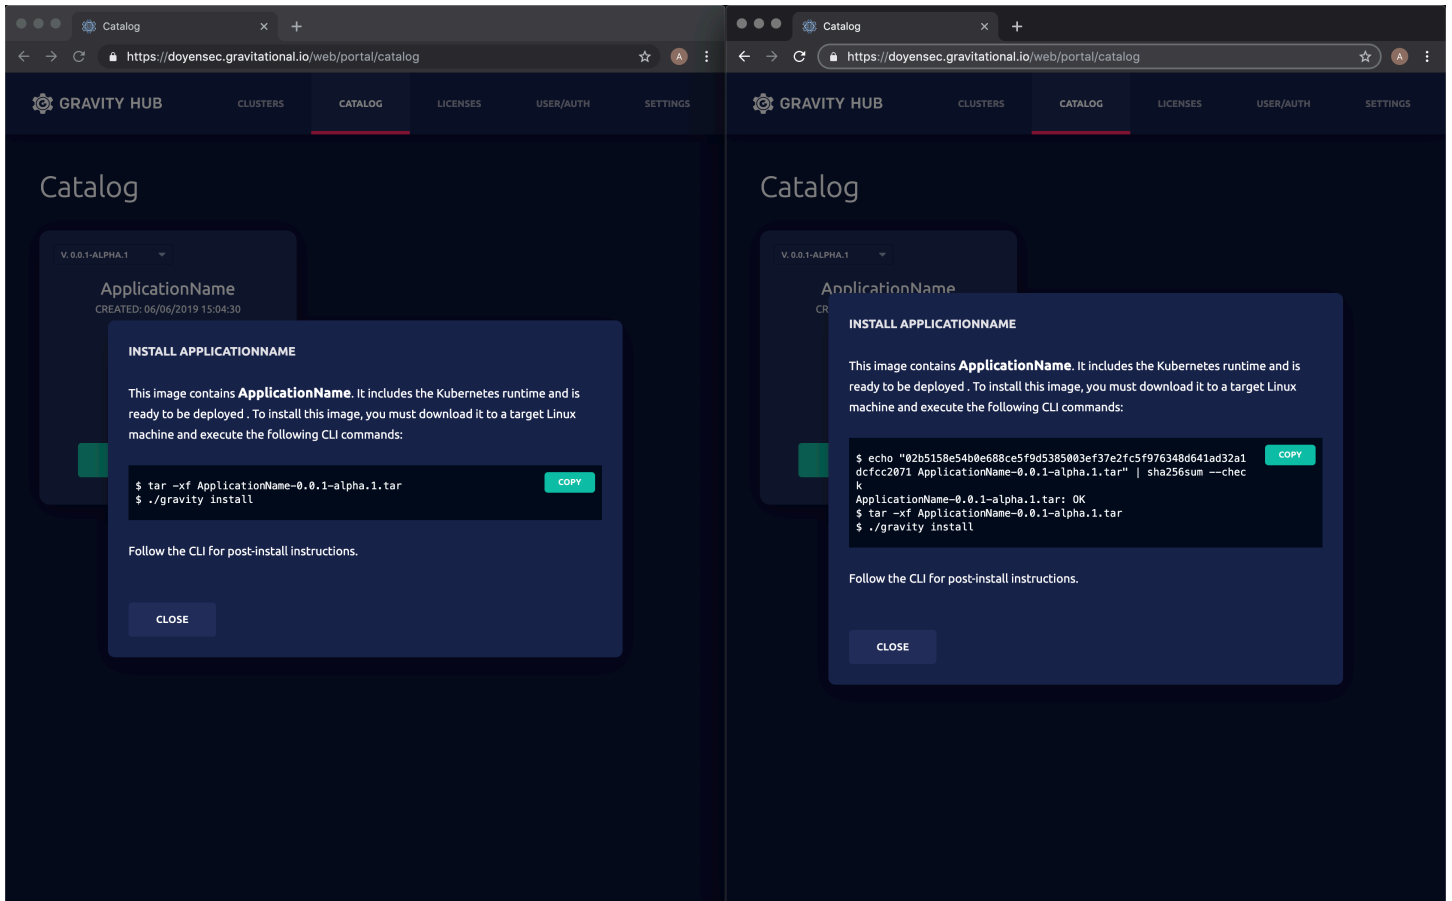 Catalog
https://doyensec.gravitational.io/web/portal/catalog
A
GRAVITY HUB
CLUSTERS
CATALOG
LICENSES
USER/AUTH
SETTINGS
Catalog
V. 0.0.1-ALPHA.1
ApplicationName
CREATED: 06/06/2019 15:04:30
INSTALL APPLICATIONNAME
This image contains ApplicationName. It includes the Kubernetes runtime and is
ready to be deployed . To install this image, you must download it to a target Linux
machine and execute the following CLI commands:
$ tar -xf ApplicationName-0.0.1-alpha.1.tar
$ ./gravity install
COPY
Follow the CLI for post-install instructions.
CLOSE
Catalog
https://doyensec.gravitational.io/web/portal/catalog
A
GRAVITY HUB
CLUSTERS
CATALOG
LICENSES
USER/AUTH
SETTINGS
Catalog
V. 0.0.1-ALPHA.1
ApplicationName
CR
INSTALL APPLICATIONNAME
This image contains ApplicationName. It includes the Kubernetes runtime and is
ready to be deployed . To install this image, you must download it to a target Linux
machine and execute the following CLI commands:
$ echo "02b5158e54b0e688ce5f9d5385003ef37e2fc5f976348d641ad32a1
dcfcc2071 ApplicationName-0.0.1-alpha.1.tar" | sha256sum --chec
k
ApplicationName-0.0.1-alpha.1.tar: OK
$ tar -xf ApplicationName-0.0.1-alpha.1.tar
$ ./gravity install
COPY
Follow the CLI for post-install instructions.
CLOSE